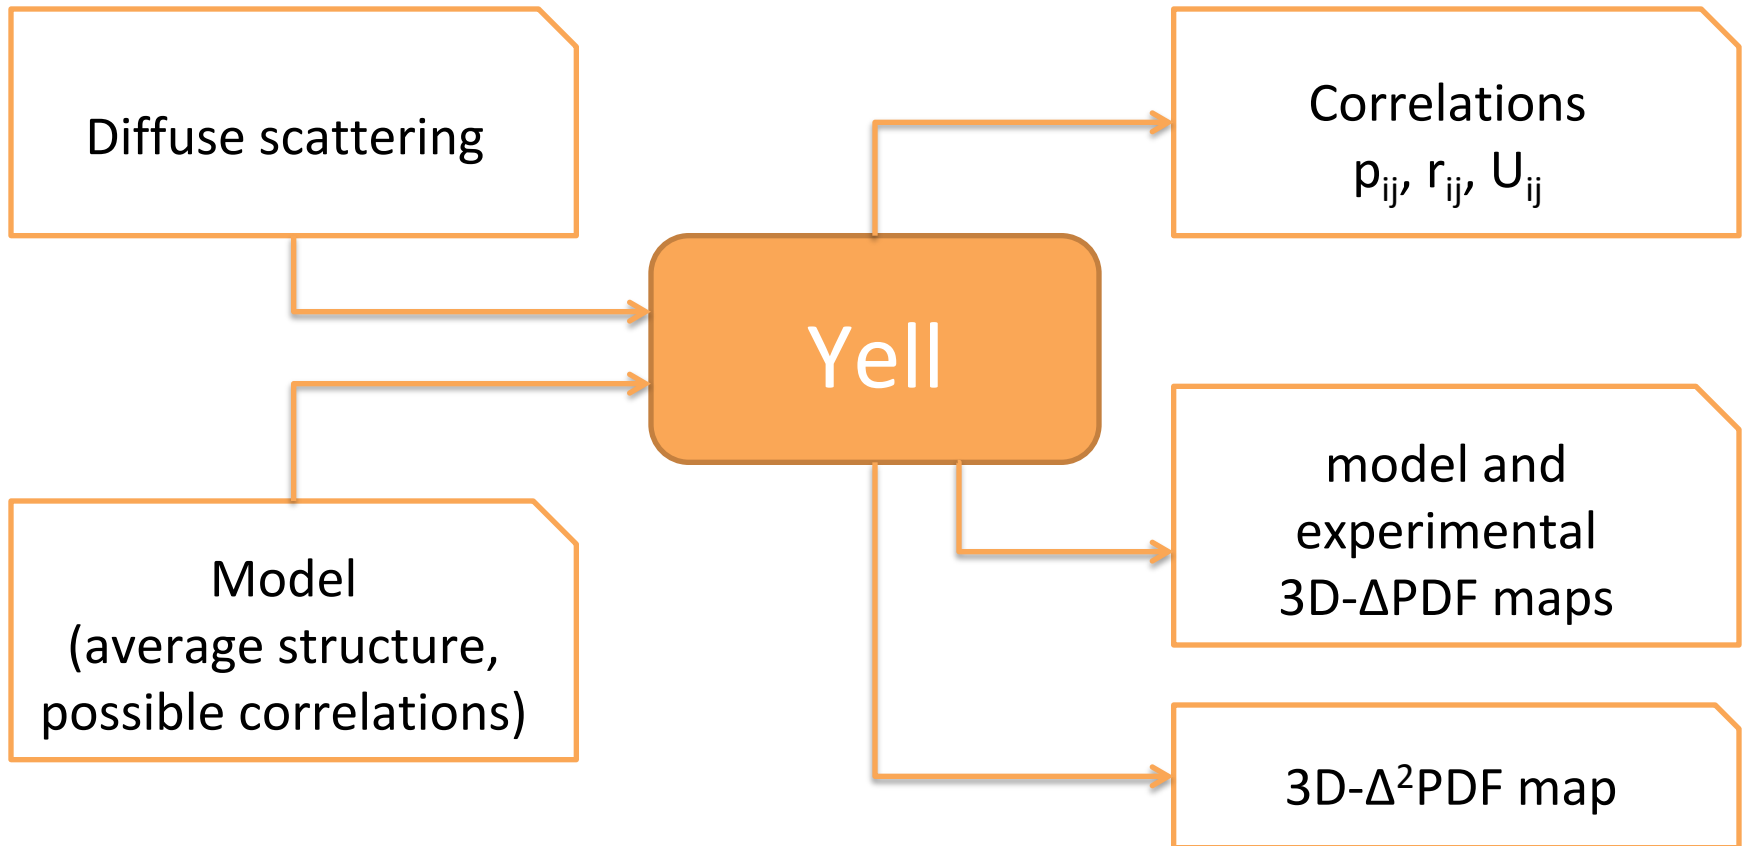 Diffuse scattering
Model
(average structure,
possible correlations)
Yell
Correlations
pᵢⱼ, rᵢⱼ, Uᵢⱼ
model and
experimental
3D-ΔPDF maps
3D-Δ²PDF map